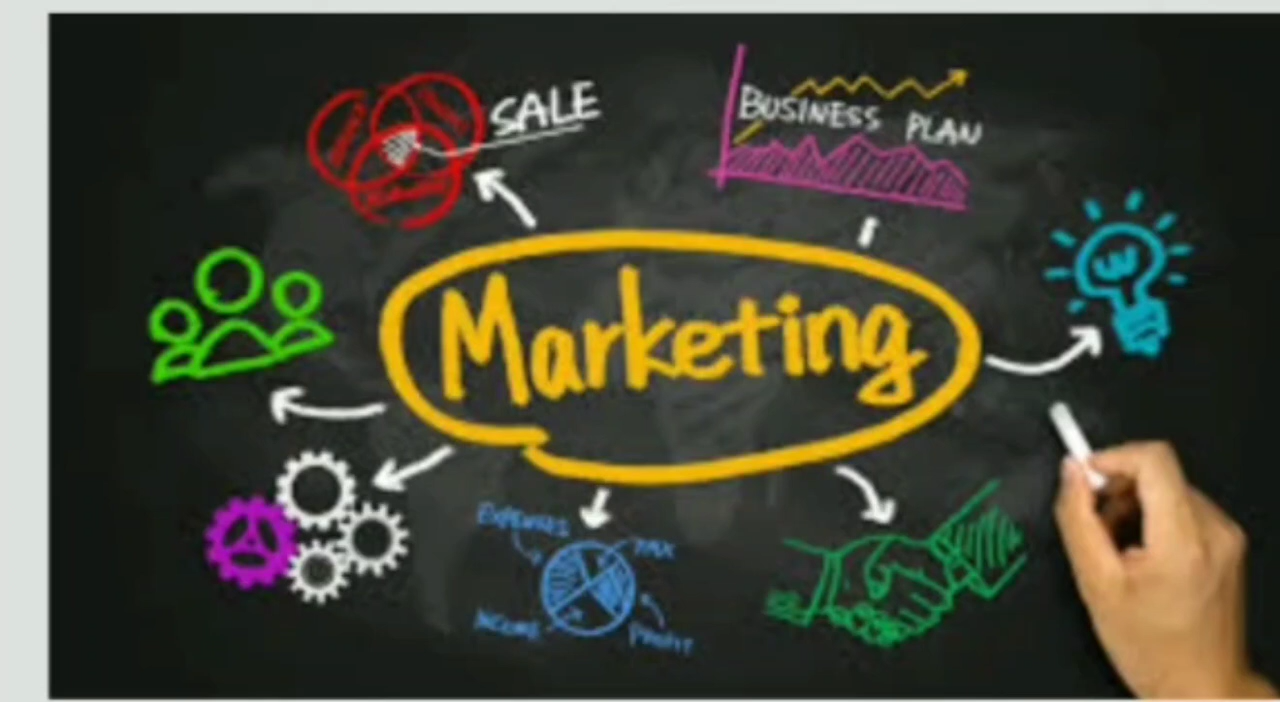 SALE
BUSINESS PLAN
Marketing
EXPENSES
TAX
INCOME
PROFIT